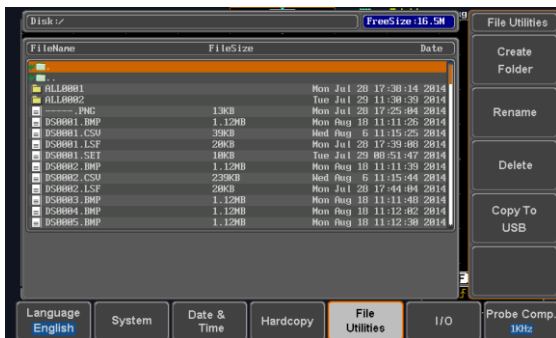 Disk:/ FreeSize:16.5M
File Utilities
FileName FileSize Date
.
..
ALL0001 Mon Jul 28 17:38:14 2014
ALL0002 Tue Jul 29 11:30:39 2014
-----.PNG 13KB Mon Jul 28 17:25:04 2014
DS0001.BMP 1.12MB Mon Aug 18 11:11:26 2014
DS0001.CSV 39KB Wed Aug 6 11:15:25 2014
DS0001.LSF 20KB Mon Jul 28 17:39:08 2014
DS0001.SET 10KB Tue Jul 29 08:51:47 2014
DS0002.BMP 1.12MB Mon Aug 18 11:11:39 2014
DS0002.CSV 239KB Wed Aug 6 11:15:44 2014
DS0002.LSF 20KB Mon Jul 28 17:44:04 2014
DS0003.BMP 1.12MB Mon Aug 18 11:11:48 2014
DS0004.BMP 1.12MB Mon Aug 18 11:12:02 2014
DS0005.BMP 1.12MB Mon Aug 18 11:12:30 2014
Create
Folder
Rename
Delete
Copy To
USB
Language
English
System
Date &
Time
Hardcopy
File
Utilities
I/O
Probe Comp.
1KHz